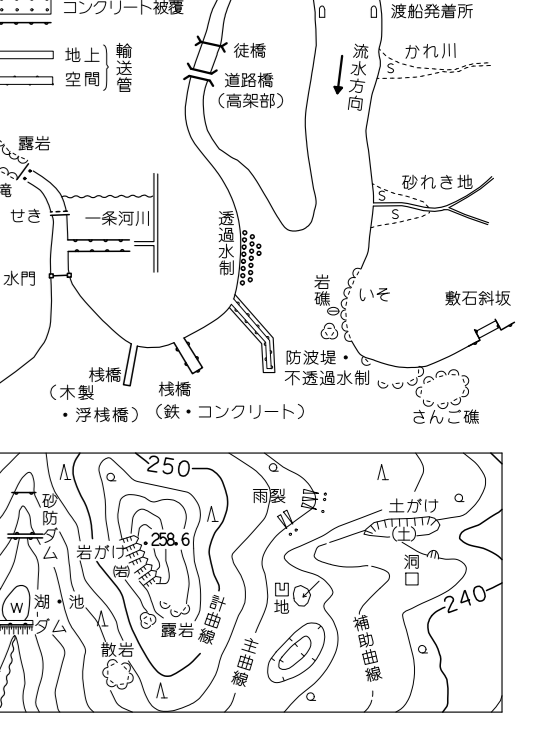 コンクリート被覆
渡船発着所
地上
空間
輸送管
徒橋
道路橋
(高架部)
流水方向
かれ川
S
露岩
滝
せき
一条河川
砂れき地
S
S
透過水制
水門
岩礁
いそ
敷石斜坂
防波堤・
不透過水制
桟橋
(木製
・浮桟橋)
桟橋
(鉄・コンクリート)
さんご礁
250
雨裂
土がけ
(土)
砂防ダム
岩がけ
(岩)
258.6
洞
凹地
240
W
湖・池
ダム
計曲線
露岩
散岩
主曲線
補助曲線